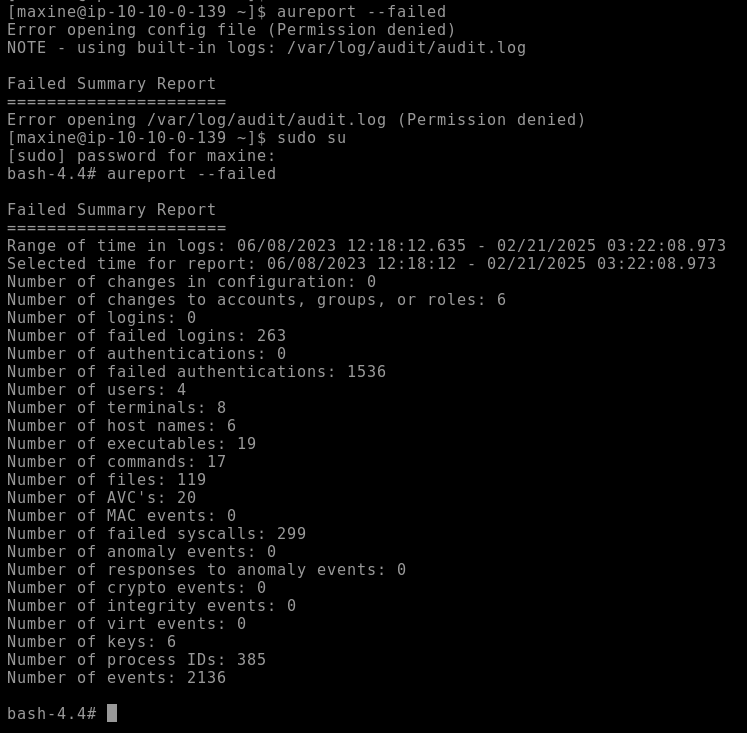 [maxine@ip-10-10-0-139 ~]$ aureport --failed
Error opening config file (Permission denied)
NOTE - using built-in logs: /var/log/audit/audit.log

Failed Summary Report
======================
Error opening /var/log/audit/audit.log (Permission denied)
[maxine@ip-10-10-0-139 ~]$ sudo su
[sudo] password for maxine:
bash-4.4# aureport --failed

Failed Summary Report
======================
Range of time in logs: 06/08/2023 12:18:12.635 - 02/21/2025 03:22:08.973
Selected time for report: 06/08/2023 12:18:12 - 02/21/2025 03:22:08.973
Number of changes in configuration: 0
Number of changes to accounts, groups, or roles: 6
Number of logins: 0
Number of failed logins: 263
Number of authentications: 0
Number of failed authentications: 1536
Number of users: 4
Number of terminals: 8
Number of host names: 6
Number of executables: 19
Number of commands: 17
Number of files: 119
Number of AVC's: 20
Number of MAC events: 0
Number of failed syscalls: 299
Number of anomaly events: 0
Number of responses to anomaly events: 0
Number of crypto events: 0
Number of integrity events: 0
Number of virt events: 0
Number of keys: 6
Number of process IDs: 385
Number of events: 2136

bash-4.4#